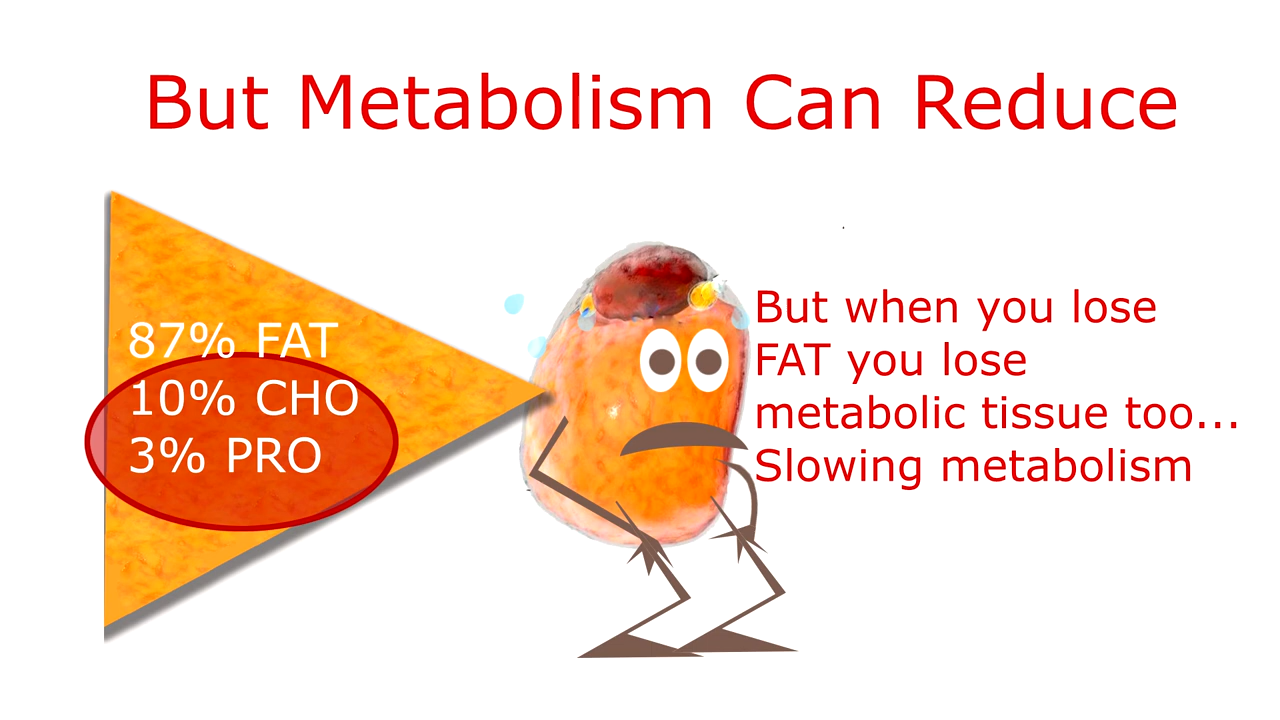 But Metabolism Can Reduce
87% FAT
10% CHO
3% PRO
But when you lose
FAT you lose
metabolic tissue too...
Slowing metabolism